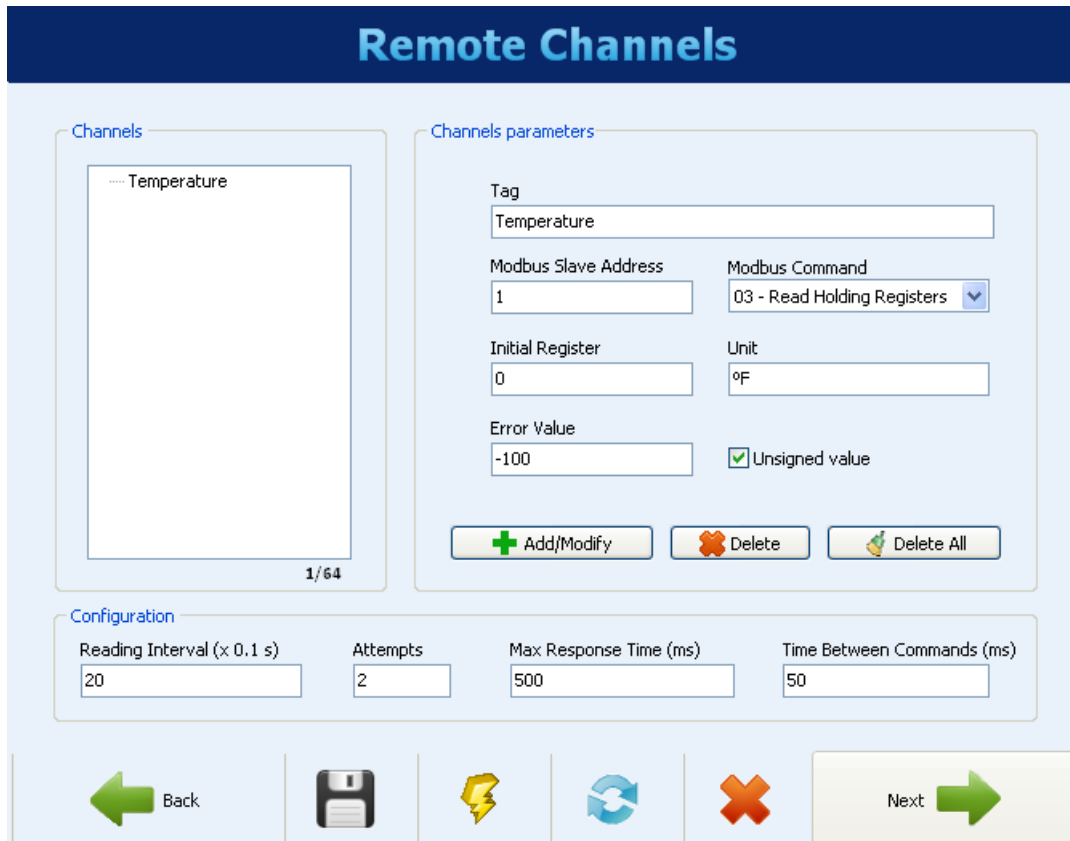 Remote Channels
Channels
Temperature
1/64
Channels parameters
Tag
Temperature
Modbus Slave Address
1
Modbus Command
03 - Read Holding Registers
Initial Register
0
Unit
ºF
Error Value
-100
Unsigned value
Add/Modify
Delete
Delete All
Configuration
Reading Interval (x 0.1 s)
20
Attempts
2
Max Response Time (ms)
500
Time Between Commands (ms)
50
Back
Next